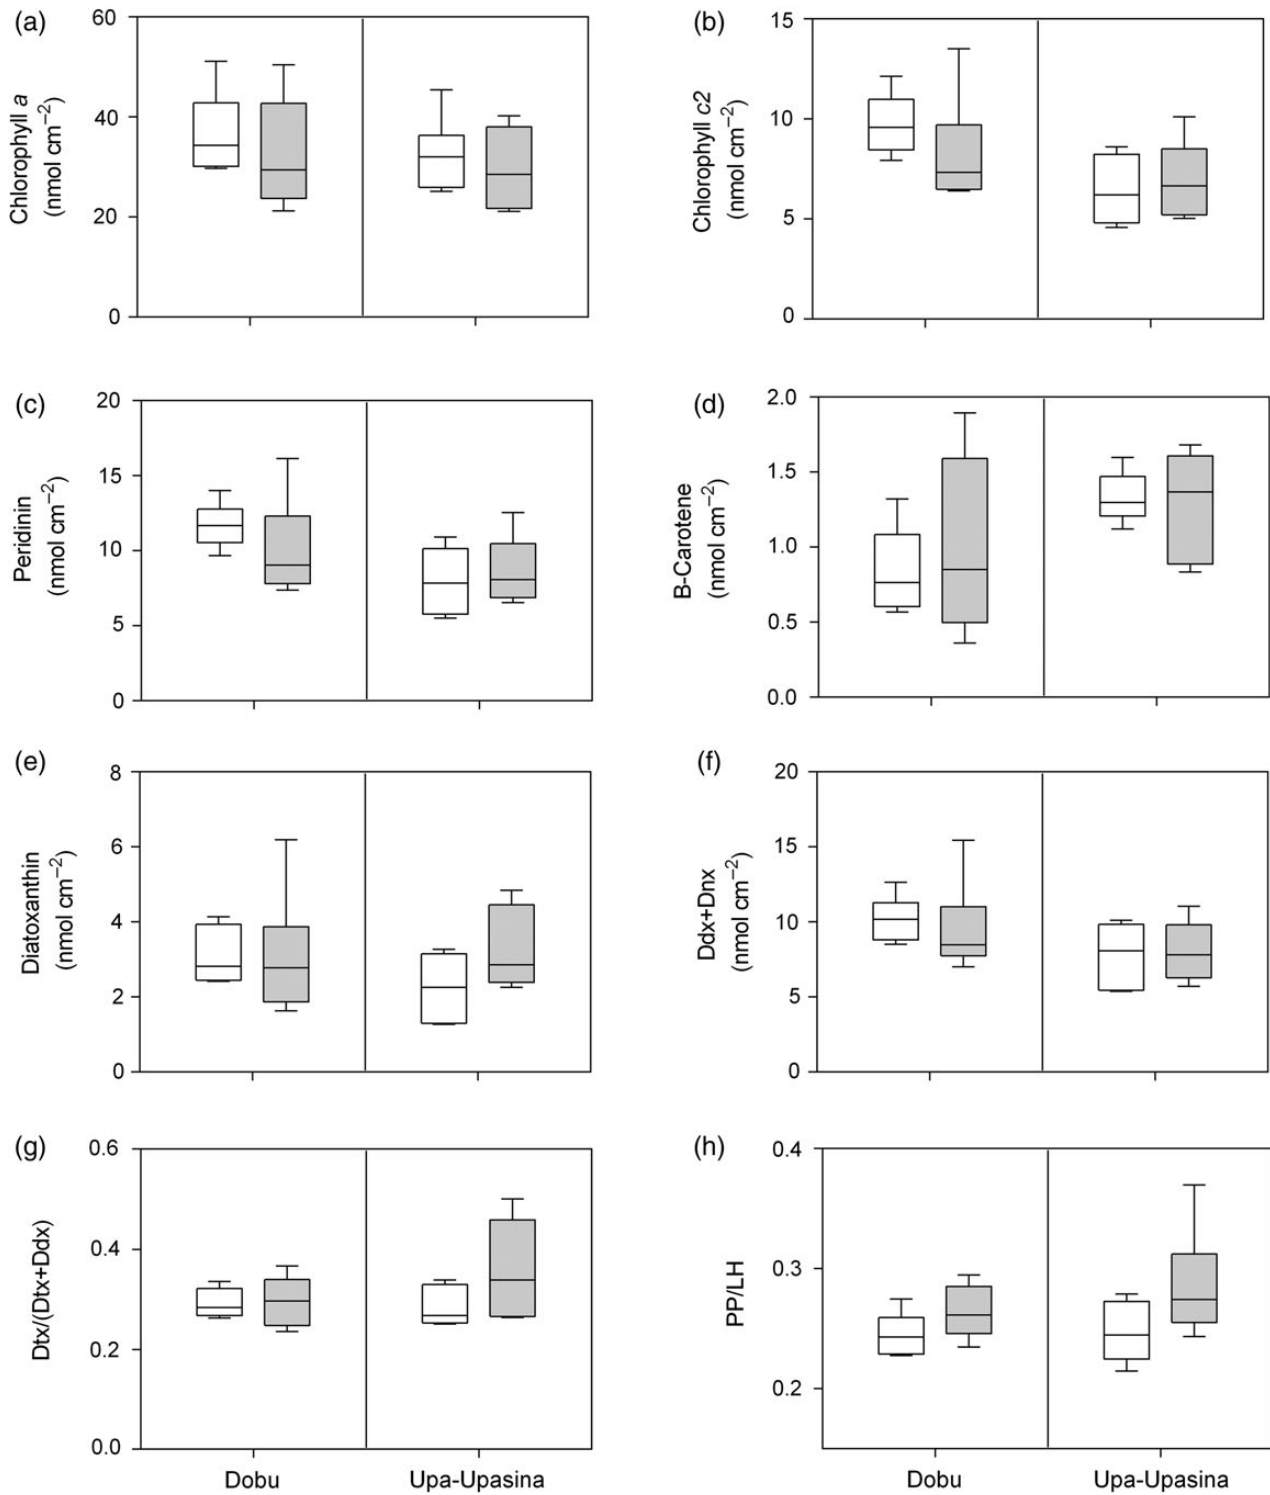 (a)
60
40
20
0
Chlorophyll a
(nmol cm⁻²)
(b)
15
10
5
0
Chlorophyll c2
(nmol cm⁻²)
(c)
20
15
10
5
0
Peridinin
(nmol cm⁻²)
(d)
2.0
1.5
1.0
0.5
0.0
B-Carotene
(nmol cm⁻²)
(e)
8
6
4
2
0
Diatoxanthin
(nmol cm⁻²)
(f)
20
15
10
5
0
Ddx+Dnx
(nmol cm⁻²)
(g)
0.6
0.4
0.2
0.0
Dtx/(Dtx+Ddx)
Dobu
Upa-Upasina
(h)
0.4
0.3
0.2
PP/LH
Dobu
Upa-Upasina